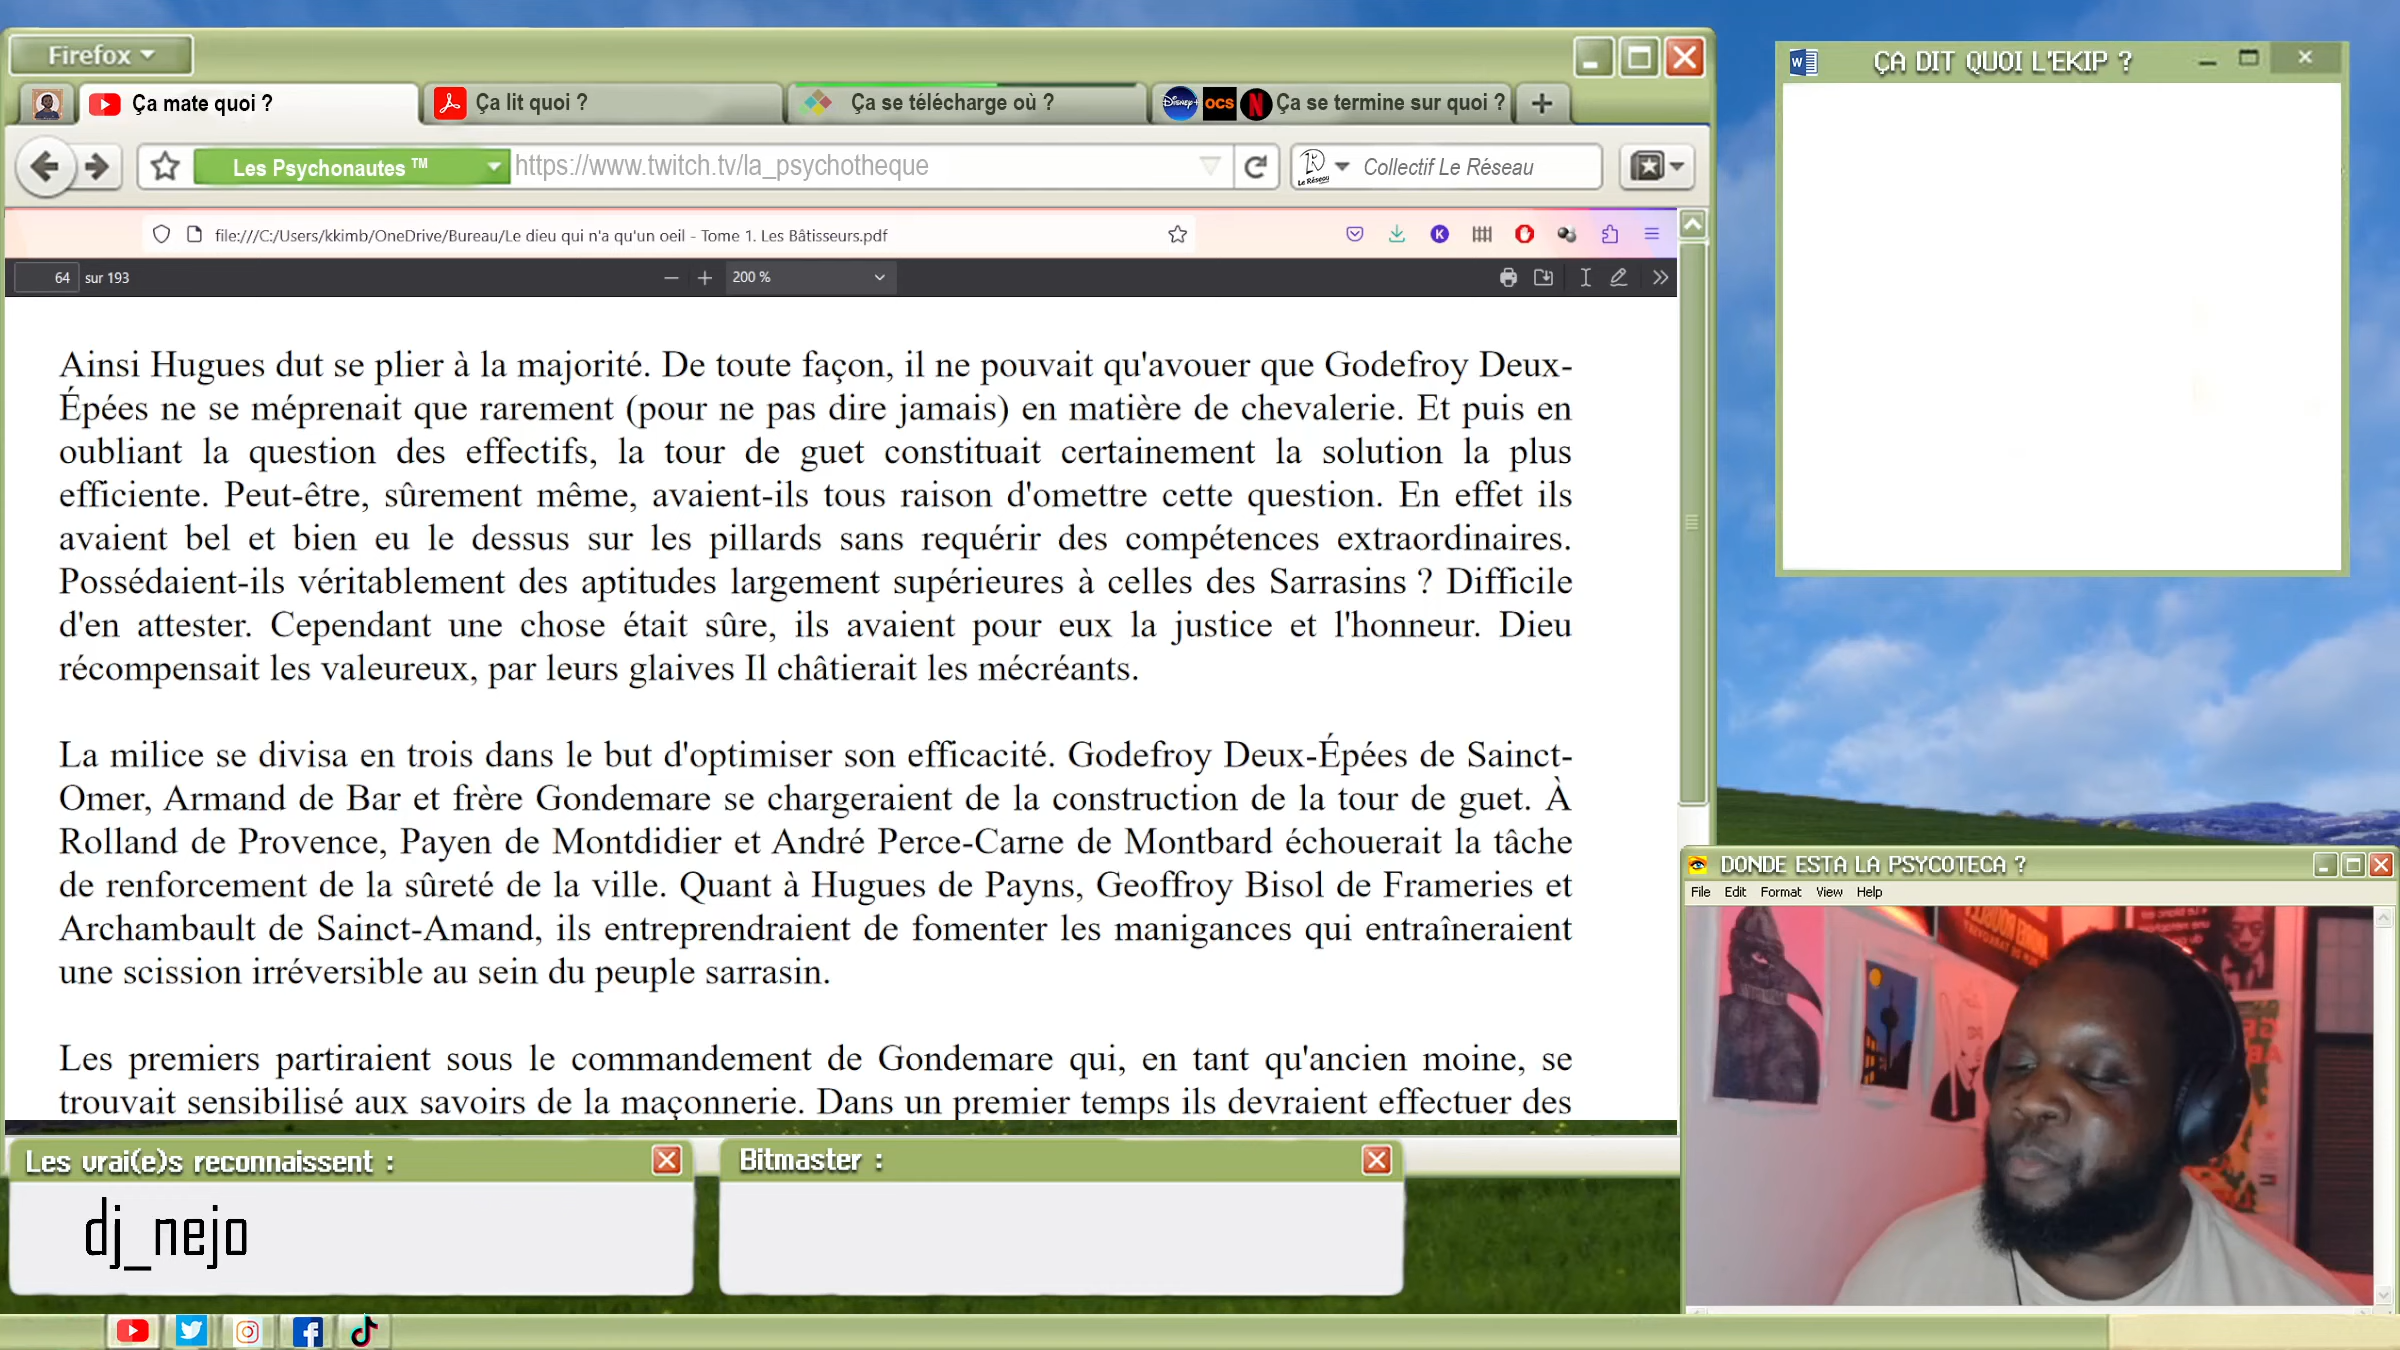 Firefox
Ça mate quoi ?
Ça lit quoi ?
Ça se télécharge où ?
Disney+
OCS
N
Ça se termine sur quoi ?
Les Psychonautes ™
https://www.twitch.tv/la_psychotheque
Le Réseau
Collectif Le Réseau
file:///C:/Users/kkimb/OneDrive/Bureau/Le dieu qui n'a qu'un oeil - Tome 1. Les Bâtisseurs.pdf
K
64 sur 193
200 %
Ainsi Hugues dut se plier à la majorité. De toute façon, il ne pouvait qu'avouer que Godefroy Deux-
Épées ne se méprenait que rarement (pour ne pas dire jamais) en matière de chevalerie. Et puis en
oubliant la question des effectifs, la tour de guet constituait certainement la solution la plus
efficiente. Peut-être, sûrement même, avaient-ils tous raison d'omettre cette question. En effet ils
avaient bel et bien eu le dessus sur les pillards sans requérir des compétences extraordinaires.
Possédaient-ils véritablement des aptitudes largement supérieures à celles des Sarrasins ? Difficile
d'en attester. Cependant une chose était sûre, ils avaient pour eux la justice et l'honneur. Dieu
récompensait les valeureux, par leurs glaives Il châtierait les mécréants.
La milice se divisa en trois dans le but d'optimiser son efficacité. Godefroy Deux-Épées de Sainct-
Omer, Armand de Bar et frère Gondemare se chargeraient de la construction de la tour de guet. À
Rolland de Provence, Payen de Montdidier et André Perce-Carne de Montbard échouerait la tâche
de renforcement de la sûreté de la ville. Quant à Hugues de Payns, Geoffroy Bisol de Frameries et
Archambault de Sainct-Amand, ils entreprendraient de fomenter les manigances qui entraîneraient
une scission irréversible au sein du peuple sarrasin.
Les premiers partiraient sous le commandement de Gondemare qui, en tant qu'ancien moine, se
trouvait sensibilisé aux savoirs de la maçonnerie. Dans un premier temps ils devraient effectuer des
ÇA DIT QUOI L'EKIP ?
DONDE ESTA LA PSYCOTECA ?
File Edit Format View Help
Les vrai(e)s reconnaissent :
dj_nejo
Bitmaster :